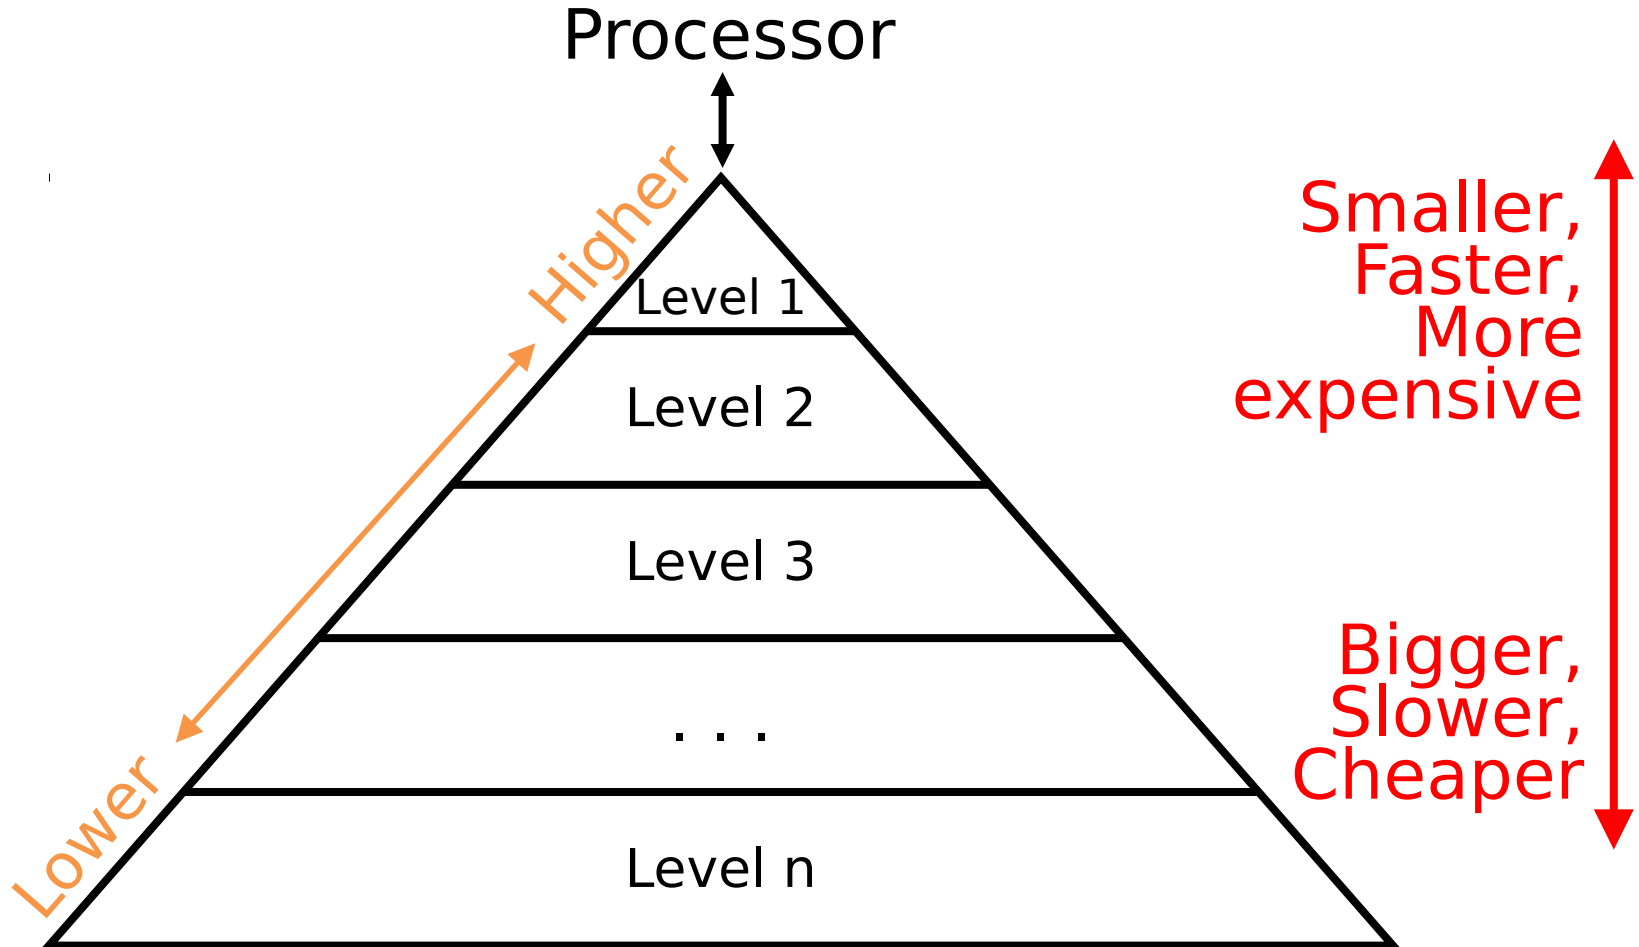 Processor
Higher
Level 1
Level 2
Level 3
. . .
Level n
Lower
Smaller,
Faster,
More
expensive
Bigger,
Slower,
Cheaper